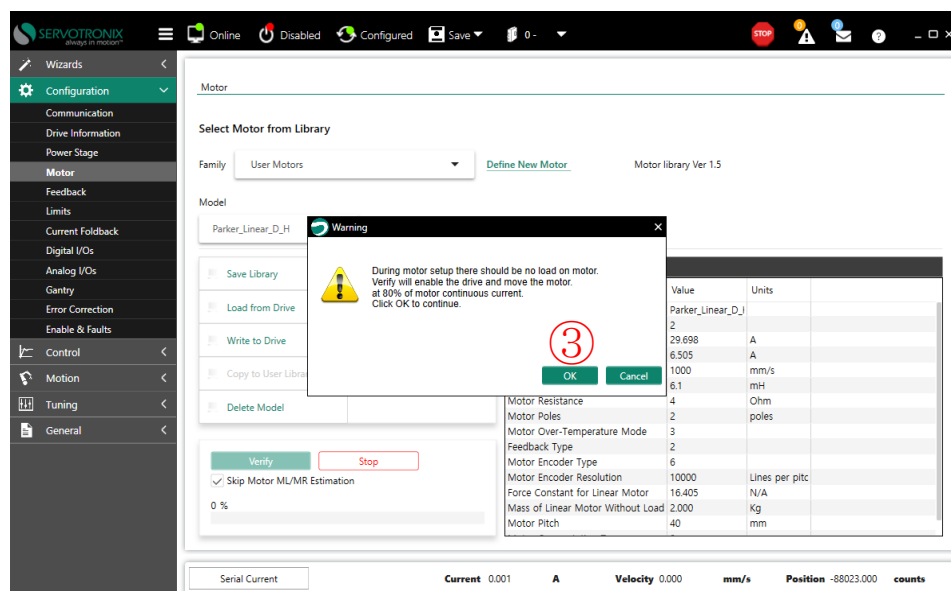 SERVOTRONIX
always in motion™
Online
Disabled
Configured
Save
0 -
STOP
0
0
?
Wizards
Configuration
Communication
Drive Information
Power Stage
Motor
Feedback
Limits
Current Foldback
Digital I/Os
Analog I/Os
Gantry
Error Correction
Enable & Faults
Control
Motion
Tuning
General
Motor
Select Motor from Library
Family User Motors Define New Motor Motor library Ver 1.5
Model
Parker_Linear_D_H
Warning
During motor setup there should be no load on motor.
Verify will enable the drive and move the motor.
at 80% of motor continuous current.
Click OK to continue.
③
OK Cancel
Save Library
Load from Drive
Write to Drive
Copy to User Librar
Delete Model
Verify Stop
Skip Motor ML/MR Estimation
0 %
Value Units
Parker_Linear_D_H
2
29.698 A
6.505 A
1000 mm/s
6.1 mH
Motor Resistance 4 Ohm
Motor Poles 2 poles
Motor Over-Temperature Mode 3
Feedback Type 2
Motor Encoder Type 6
Motor Encoder Resolution 10000 Lines per pitc
Force Constant for Linear Motor 16.405 N/A
Mass of Linear Motor Without Load 2.000 Kg
Motor Pitch 40 mm
Serial Current Current 0.001 A Velocity 0.000 mm/s Position -88023.000 counts